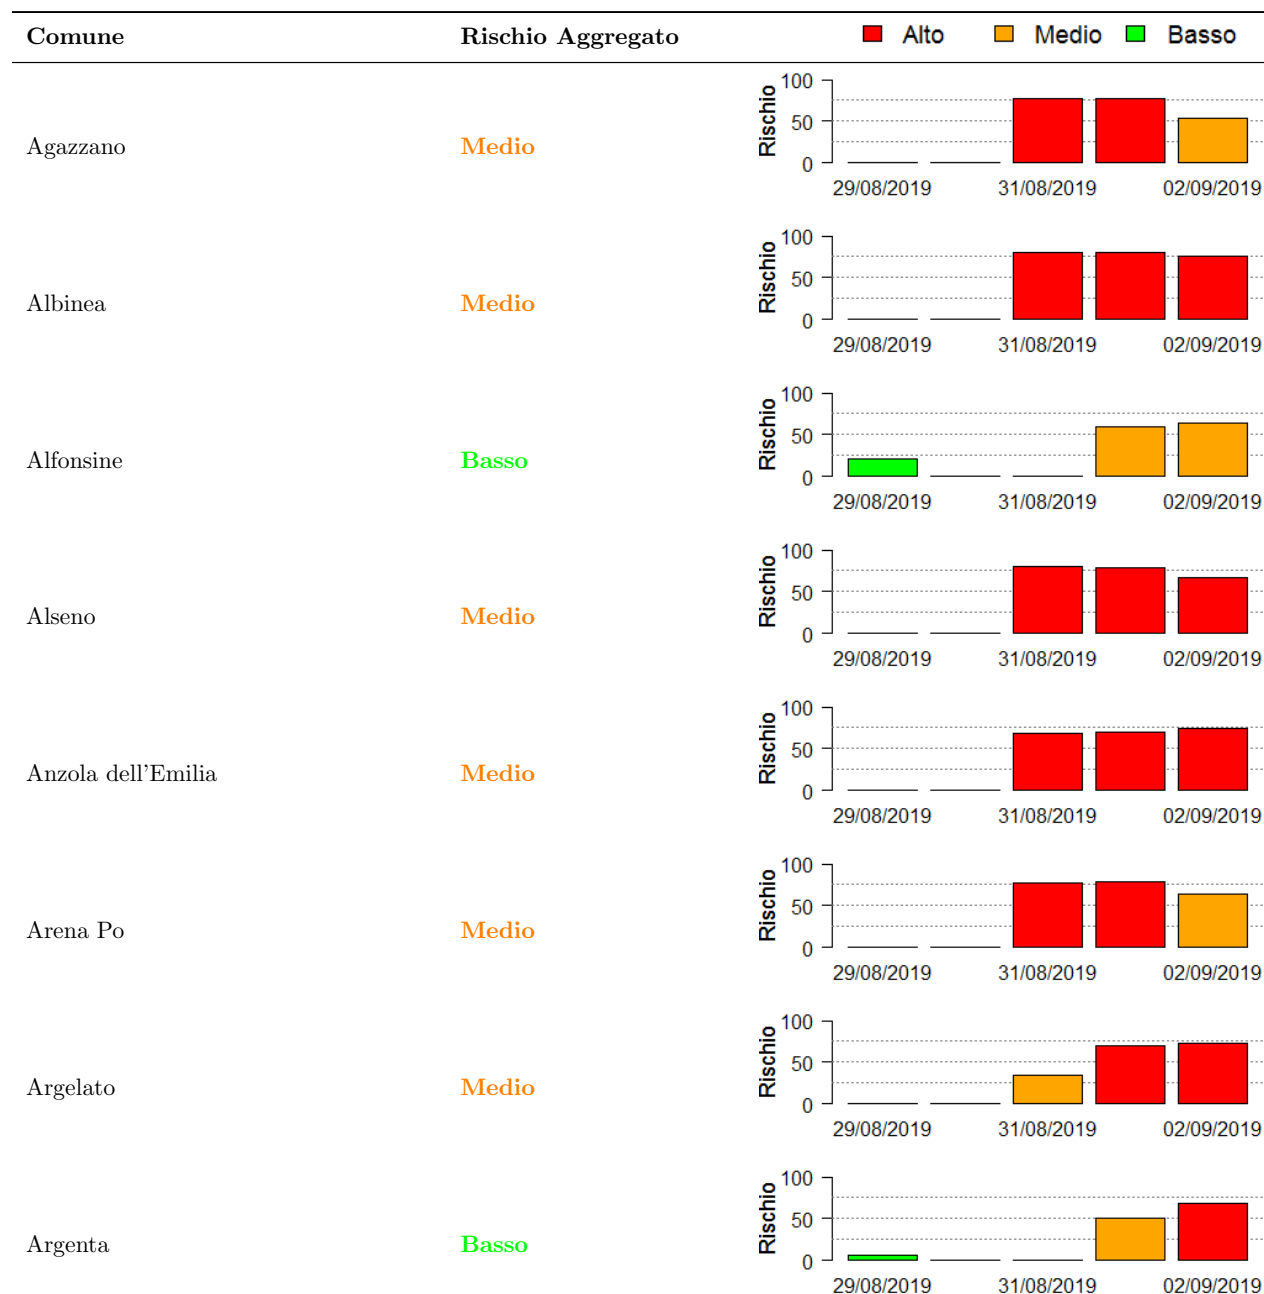 Comune Rischio Aggregato Alto Medio Basso
Agazzano Medio Rischio 100 50 0
29/08/2019 31/08/2019 02/09/2019
Albinea Medio Rischio 100 50 0
29/08/2019 31/08/2019 02/09/2019
Alfonsine Basso Rischio 100 50 0
29/08/2019 31/08/2019 02/09/2019
Alseno Medio Rischio 100 50 0
29/08/2019 31/08/2019 02/09/2019
Anzola dell'Emilia Medio Rischio 100 50 0
29/08/2019 31/08/2019 02/09/2019
Arena Po Medio Rischio 100 50 0
29/08/2019 31/08/2019 02/09/2019
Argelato Medio Rischio 100 50 0
29/08/2019 31/08/2019 02/09/2019
Argenta Basso Rischio 100 50 0
29/08/2019 31/08/2019 02/09/2019